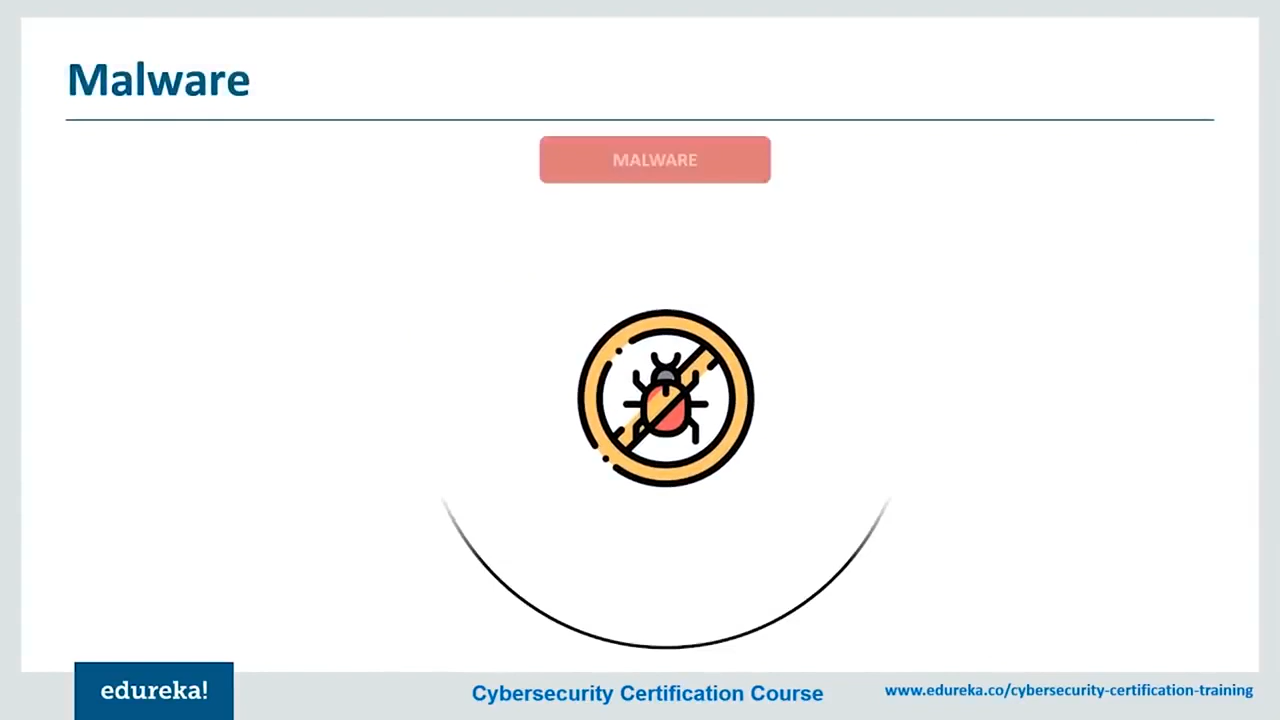 Malware
MALWARE
edureka!
Cybersecurity Certification Course
www.edureka.co/cybersecurity-certification-training